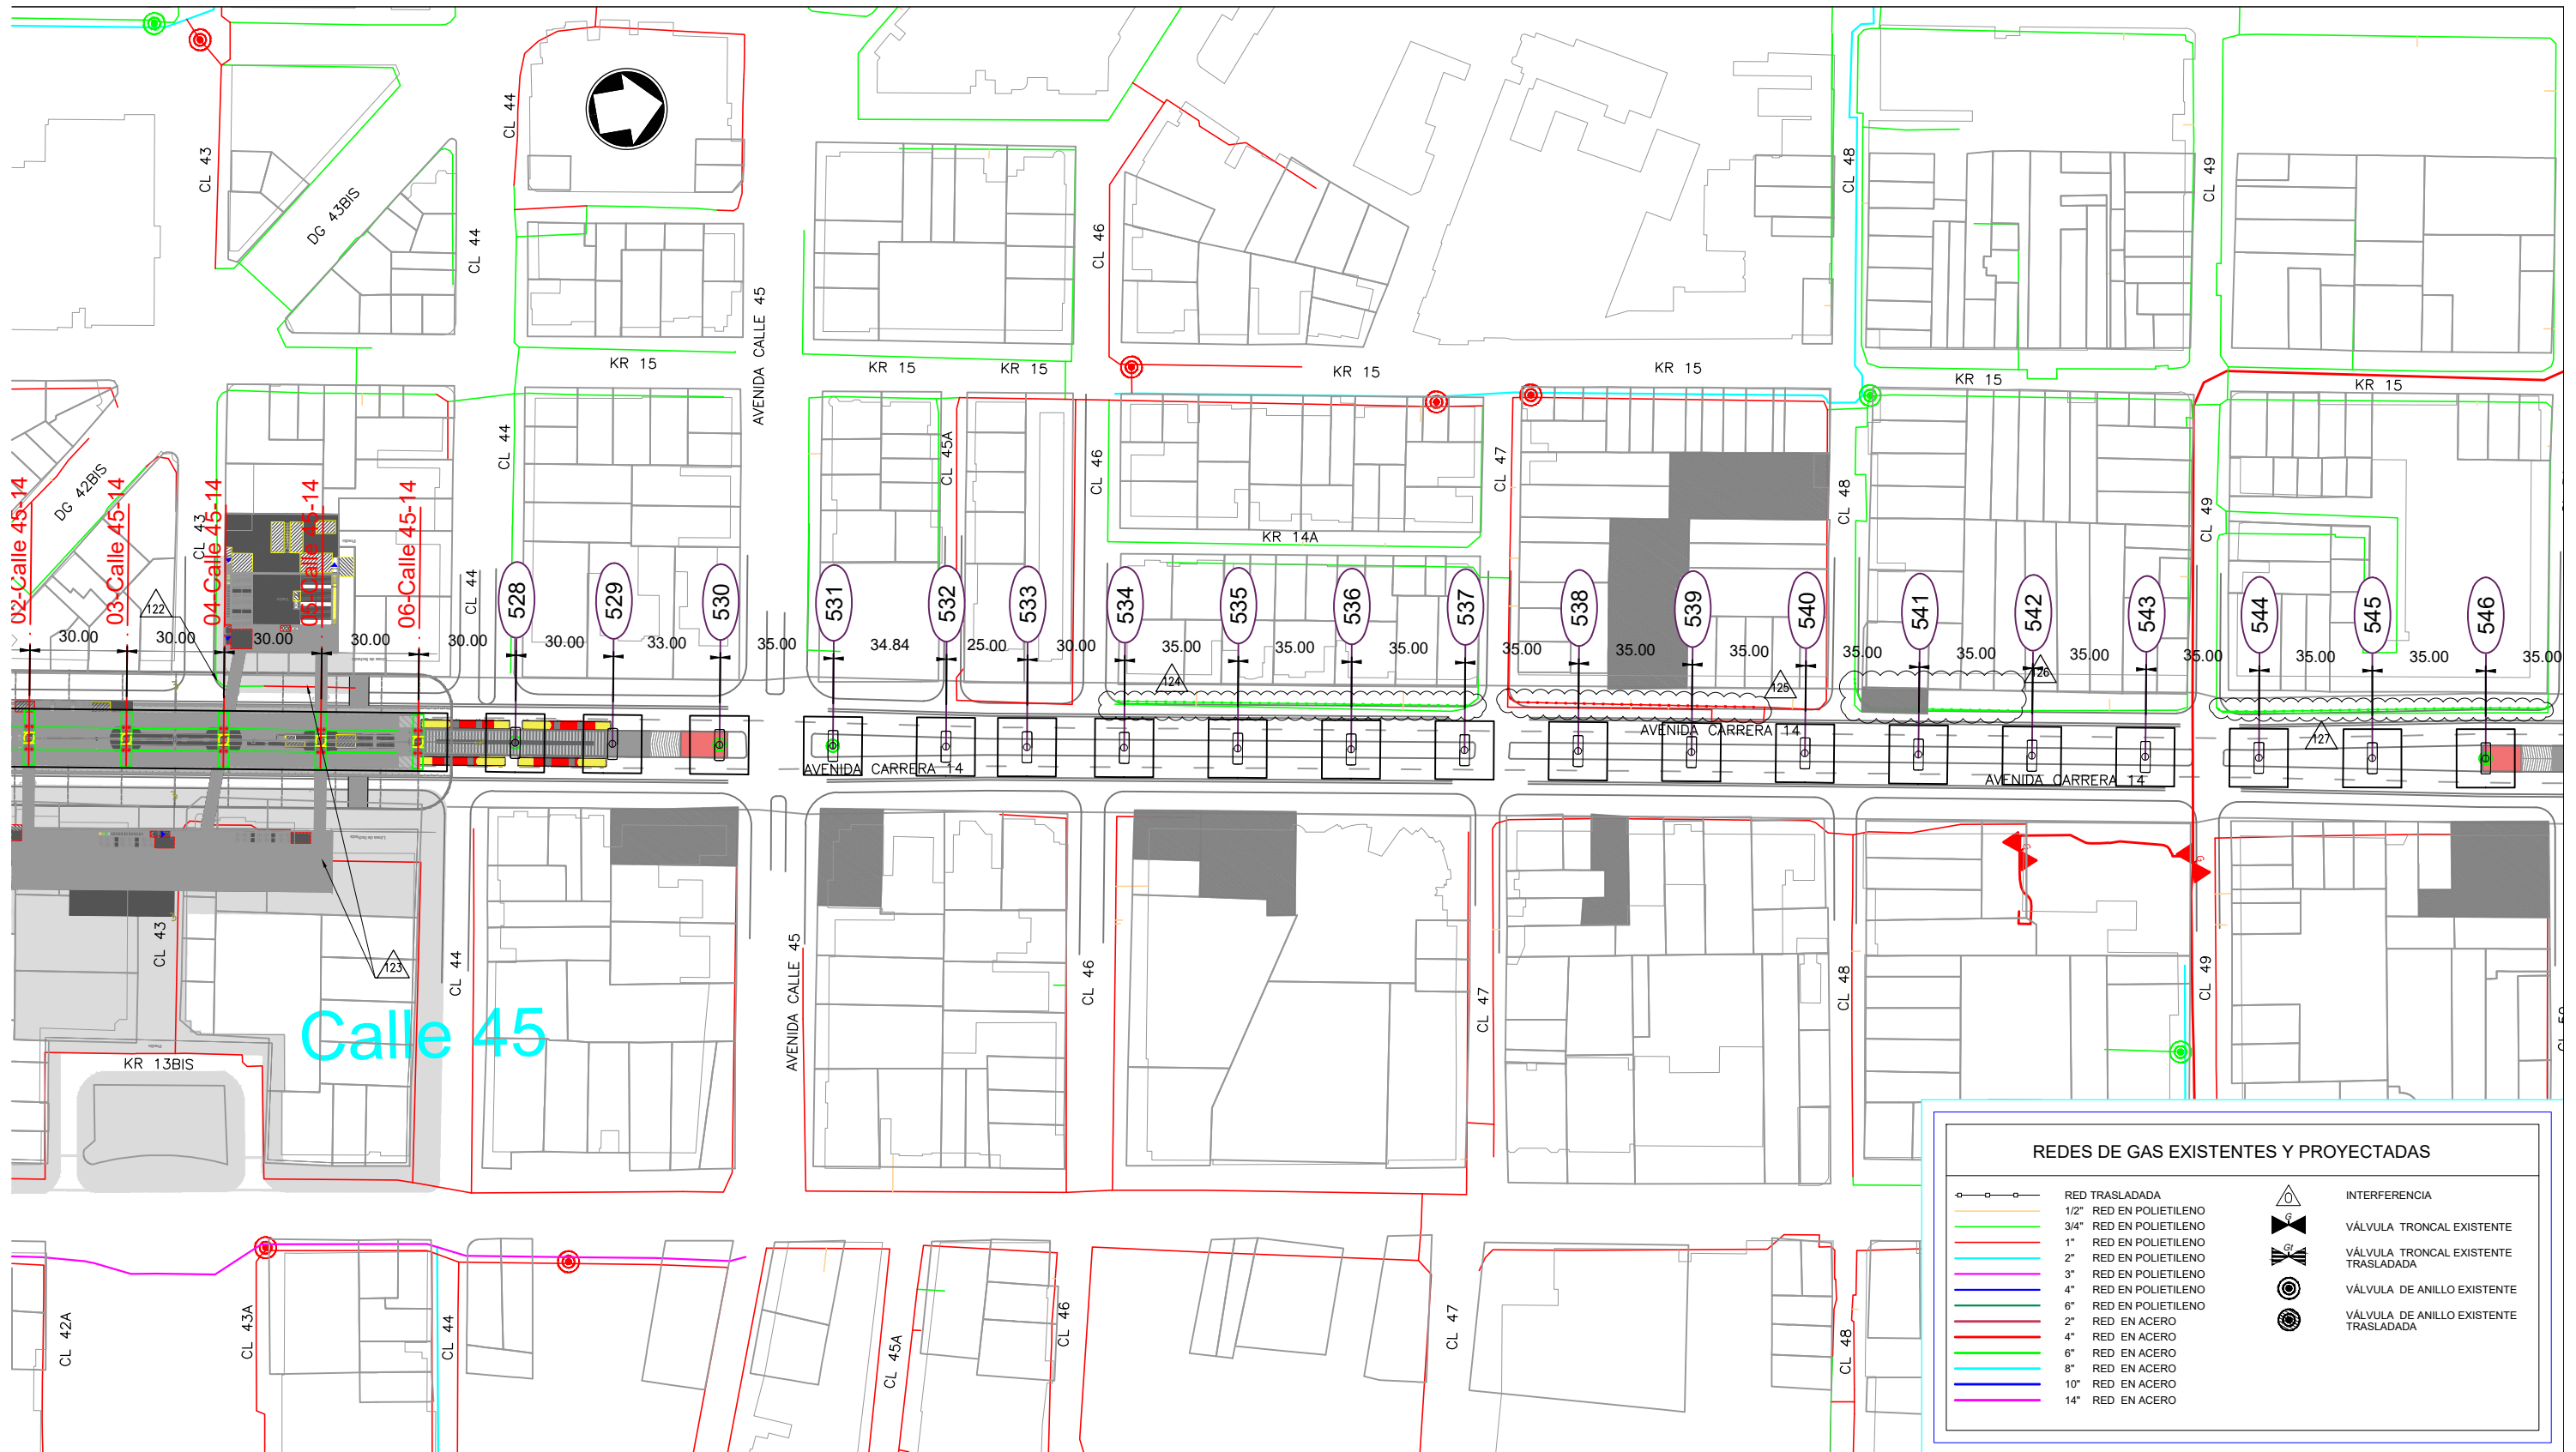 CL 43
DG 43BIS
CL 44
CL 44
AVENIDA CALLE 45
CL 46
CL 48
CL 49
KR 15
KR 15
KR 15
KR 15
KR 15
KR 15
KR 15
DG 42BIS
CL 43
CL 44
CL 44
CL 45A
CL 46
CL 47
CL 48
CL 49
KR 14A
02-Calle 45-14
03-Calle 45-14
04-Calle 45-14
05-Calle 45-14
06-Calle 45-14
528
529
530
531
532
533
534
535
536
537
538
539
540
541
542
543
544
545
546
30.00
30.00
30.00
30.00
30.00
30.00
33.00
35.00
34.84
25.00
30.00
35.00
35.00
35.00
35.00
35.00
35.00
35.00
35.00
35.00
35.00
35.00
35.00
35.00
122
124
125
126
127
123
AVENIDA CARRERA 14
AVENIDA CARRERA 14
AVENIDA CARRERA 14
CL 43
CL 44
AVENIDA CALLE 45
CL 46
CL 47
CL 48
CL 49
Calle 45
KR 13BIS
CL 42A
CL 43A
CL 44
CL 45A
CL 46
CL 47
CL 48
REDES DE GAS EXISTENTES Y PROYECTADAS
RED TRASLADADA
1/2" RED EN POLIETILENO
3/4" RED EN POLIETILENO
1" RED EN POLIETILENO
2" RED EN POLIETILENO
3" RED EN POLIETILENO
4" RED EN POLIETILENO
6" RED EN POLIETILENO
2" RED EN ACERO
4" RED EN ACERO
6" RED EN ACERO
8" RED EN ACERO
10" RED EN ACERO
14" RED EN ACERO
0 INTERFERENCIA
G VÁLVULA TRONCAL EXISTENTE
Gt VÁLVULA TRONCAL EXISTENTE
TRASLADADA
VÁLVULA DE ANILLO EXISTENTE
VÁLVULA DE ANILLO EXISTENTE
TRASLADADA